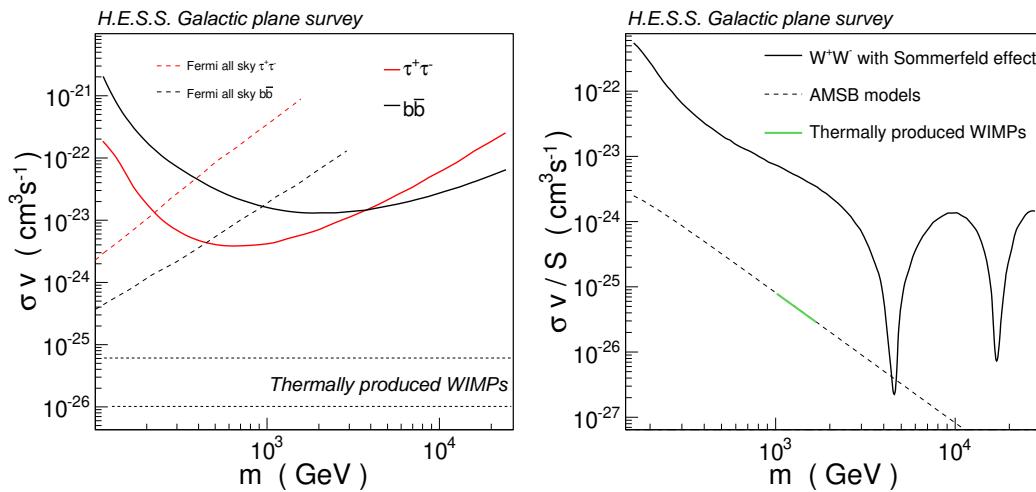 H.E.S.S. Galactic plane survey
Fermi all sky τ⁺τ⁻
Fermi all sky bb̅
τ⁺τ⁻
bb̅
10⁻²¹
10⁻²²
10⁻²³
10⁻²⁴
10⁻²⁵
10⁻²⁶
σ v ( cm³s⁻¹)
Thermally produced WIMPs
10³
10⁴
m ( GeV)
H.E.S.S. Galactic plane survey
W⁺W⁻ with Sommerfeld effect
AMSB models
Thermally produced WIMPs
10⁻²²
10⁻²³
10⁻²⁴
10⁻²⁵
10⁻²⁶
10⁻²⁷
σ v / S ( cm³s⁻¹)
10³
10⁴
m ( GeV)